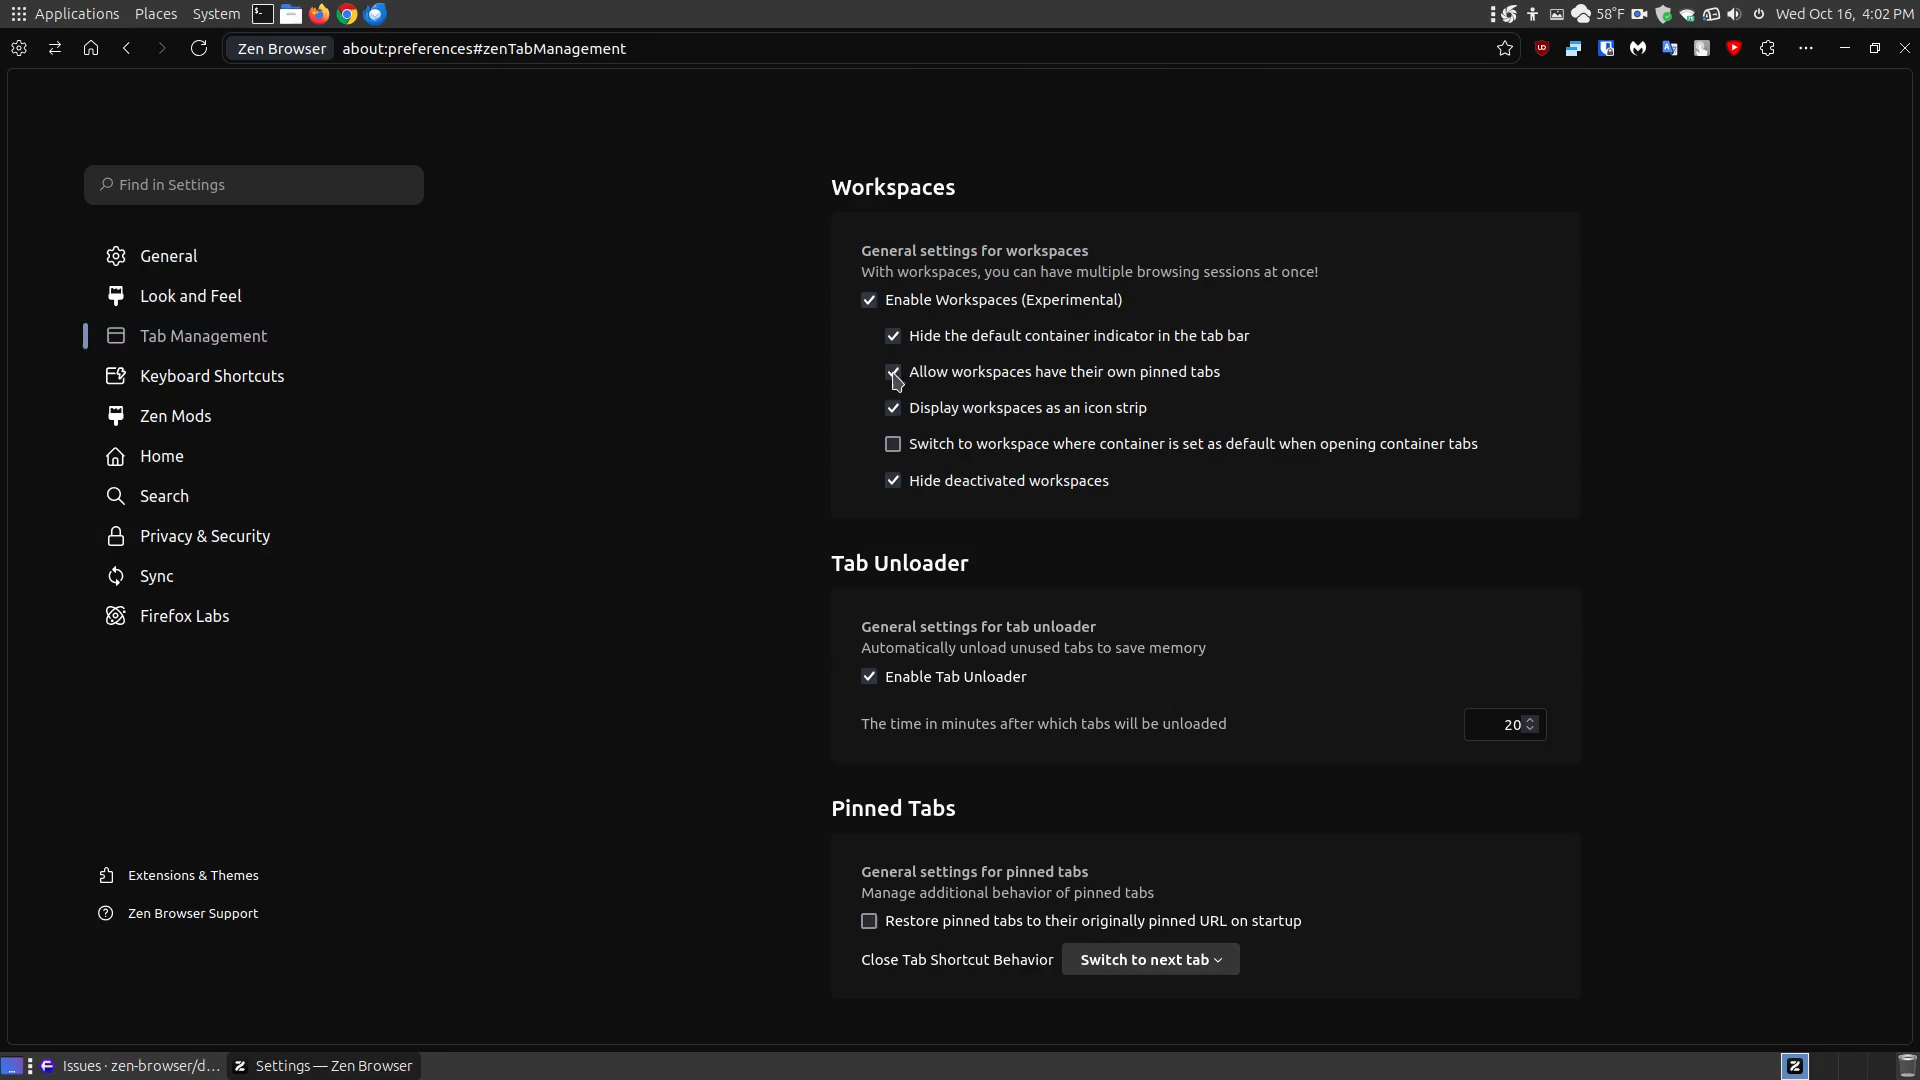 Applications Places System 58°F Wed Oct 16, 4:02 PM
Zen Browser about:preferences#zenTabManagement
Find in Settings
General
Look and Feel
Tab Management
Keyboard Shortcuts
Zen Mods
Home
Search
Privacy & Security
Sync
Firefox Labs
Extensions & Themes
Zen Browser Support
Workspaces
General settings for workspaces
With workspaces, you can have multiple browsing sessions at once!
Enable Workspaces (Experimental)
Hide the default container indicator in the tab bar
Allow workspaces have their own pinned tabs
Display workspaces as an icon strip
Switch to workspace where container is set as default when opening container tabs
Hide deactivated workspaces
Tab Unloader
General settings for tab unloader
Automatically unload unused tabs to save memory
Enable Tab Unloader
The time in minutes after which tabs will be unloaded 20
Pinned Tabs
General settings for pinned tabs
Manage additional behavior of pinned tabs
Restore pinned tabs to their originally pinned URL on startup
Close Tab Shortcut Behavior Switch to next tab
Issues · zen-browser/d... Settings — Zen Browser